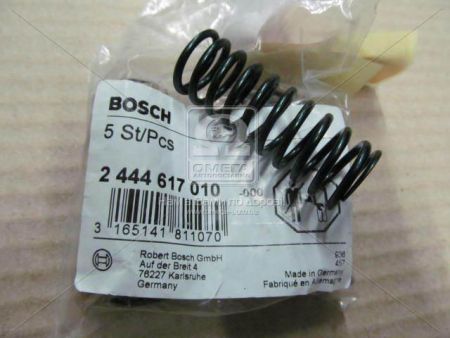 BOSCH
5 St/Pcs
2 444 617 010 -000
3 165141 811070
Robert Bosch GmbH
Auf der Breit 4
76227 Karlsruhe
Germany
Made in Germany
Fabriqué en Allemagne
ОМЕГА